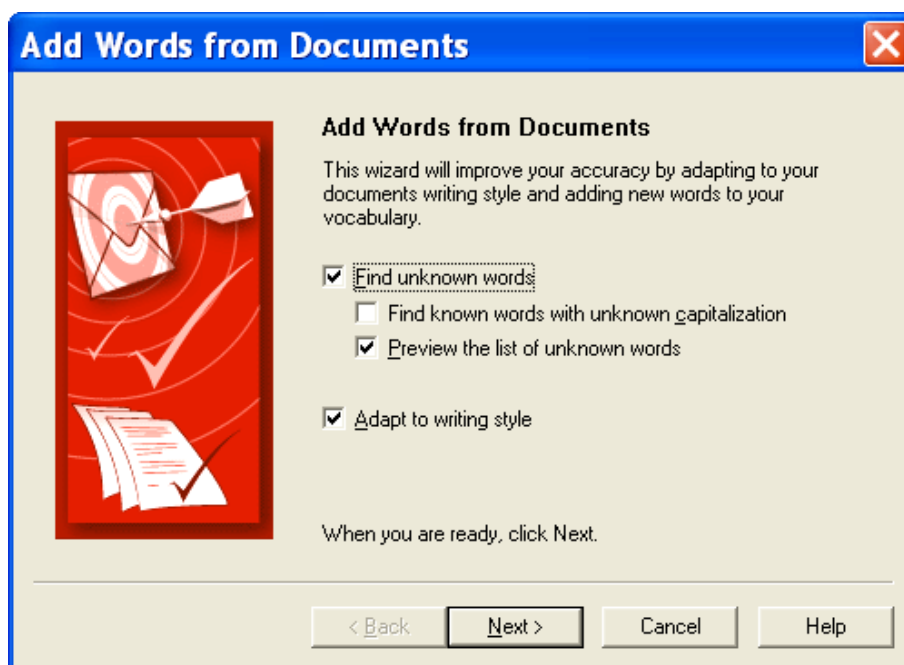 Add Words from Documents
Add Words from Documents
This wizard will improve your accuracy by adapting to your
documents writing style and adding new words to your
vocabulary.
Find unknown words
Find known words with unknown capitalization
Preview the list of unknown words
Adapt to writing style
When you are ready, click Next.
< Back Next > Cancel Help